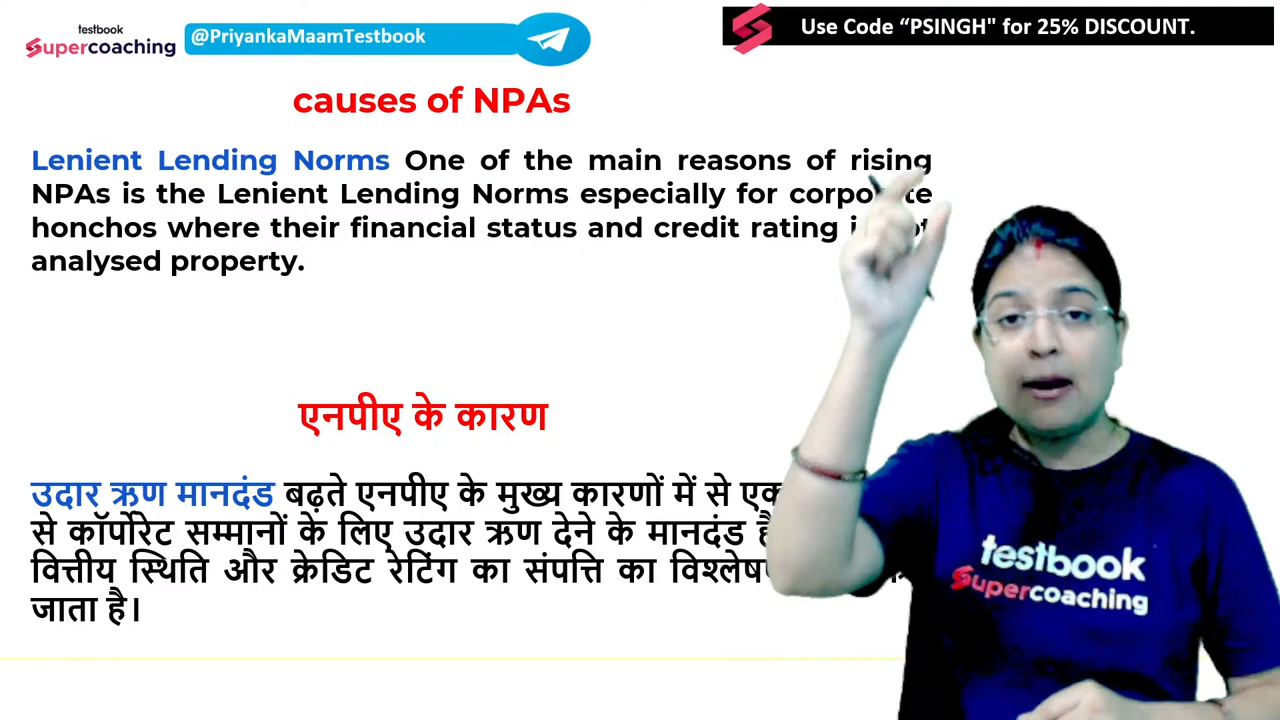 testbook
Supercoaching
@PriyankaMaamTestbook
Use Code “PSINGH" for 25% DISCOUNT.
causes of NPAs
Lenient Lending Norms One of the main reasons of rising
NPAs is the Lenient Lending Norms especially for corporate
honchos where their financial status and credit rating
analysed property.
एनपीए के कारण
उदार ऋण मानदंड बढ़ते एनपीए के मुख्य कारणों में से
से कॉर्पोरेट सम्मानों के लिए उदार ऋण देने के मानदंड
वित्तीय स्थिति और क्रेडिट रेटिंग का संपत्ति का
जाता है।
testbook
Supercoaching